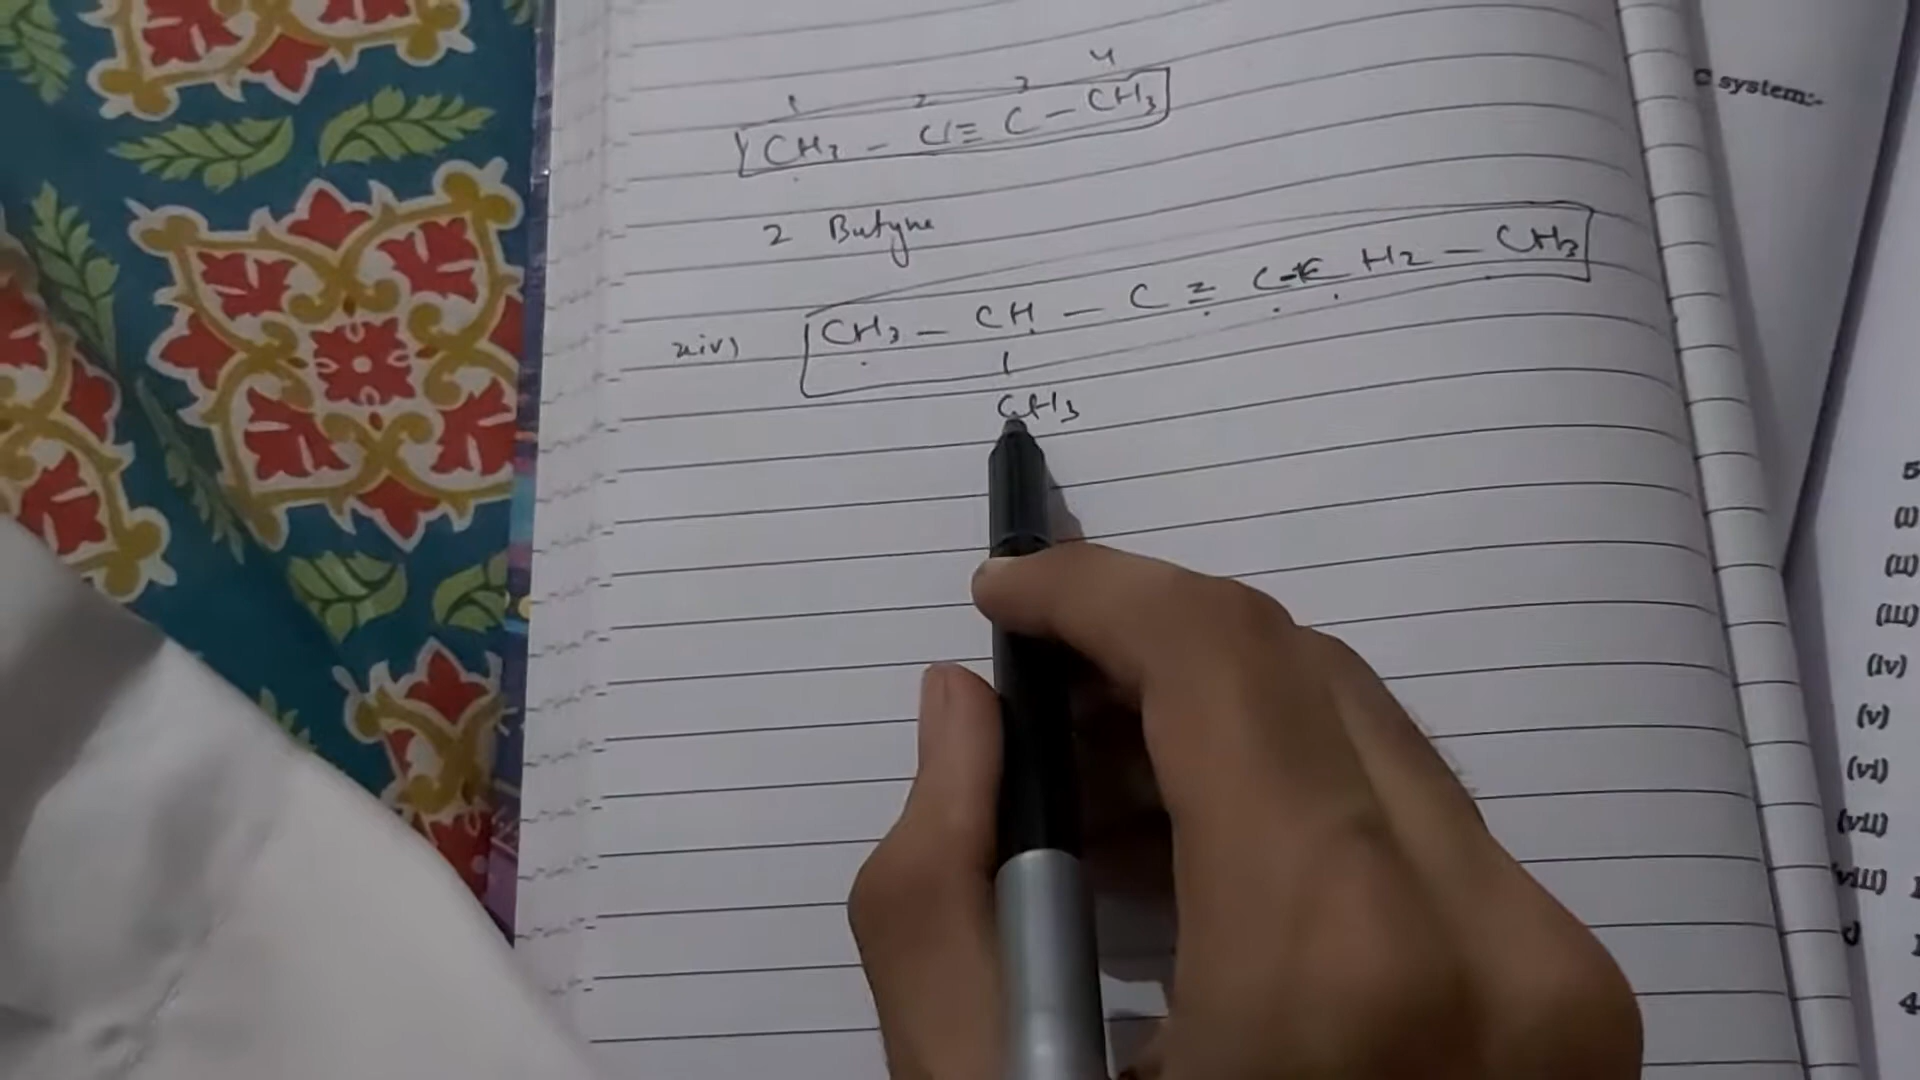 1 2 3 4
CH3 - C ≡ C - CH3
2 Butyne
xiv) CH3 - CH - C ≡ C - C H2 - CH3
|
CH3
C system:-
5
(i)
(ii)
(iii)
(iv)
(v)
(vi)
(vii)
(viii)
4